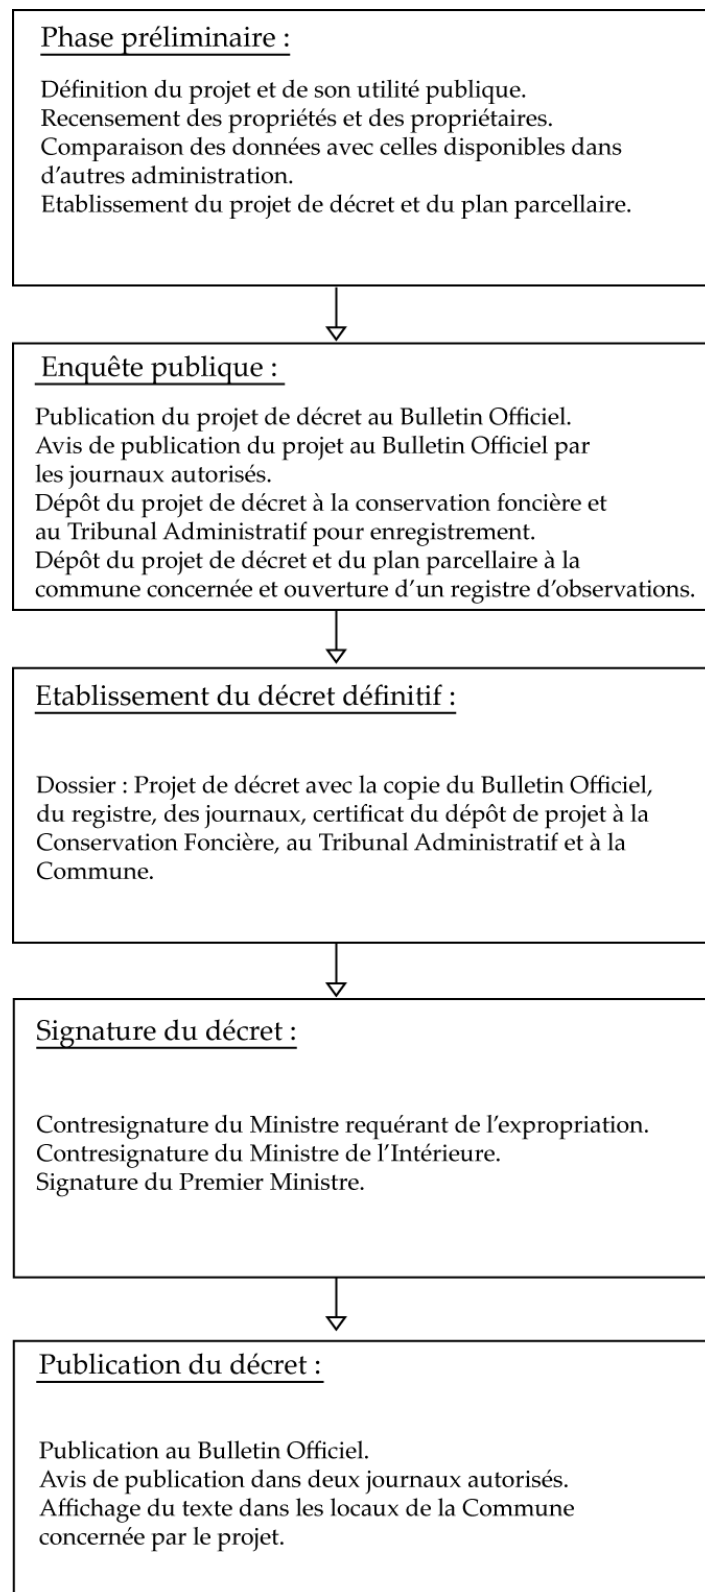 Phase préliminaire :
Définition du projet et de son utilité publique.
Recensement des propriétés et des propriétaires.
Comparaison des données avec celles disponibles dans
d'autres administration.
Etablissement du projet de décret et du plan parcellaire.
Enquête publique :
Publication du projet de décret au Bulletin Officiel.
Avis de publication du projet au Bulletin Officiel par
les journaux autorisés.
Dépôt du projet de décret à la conservation foncière et
au Tribunal Administratif pour enregistrement.
Dépôt du projet de décret et du plan parcellaire à la
commune concernée et ouverture d'un registre d'observations.
Etablissement du décret définitif :
Dossier : Projet de décret avec la copie du Bulletin Officiel,
du registre, des journaux, certificat du dépôt de projet à la
Conservation Foncière, au Tribunal Administratif et à la
Commune.
Signature du décret :
Contresignature du Ministre requérant de l'expropriation.
Contresignature du Ministre de l'Intérieure.
Signature du Premier Ministre.
Publication du décret :
Publication au Bulletin Officiel.
Avis de publication dans deux journaux autorisés.
Affichage du texte dans les locaux de la Commune
concernée par le projet.